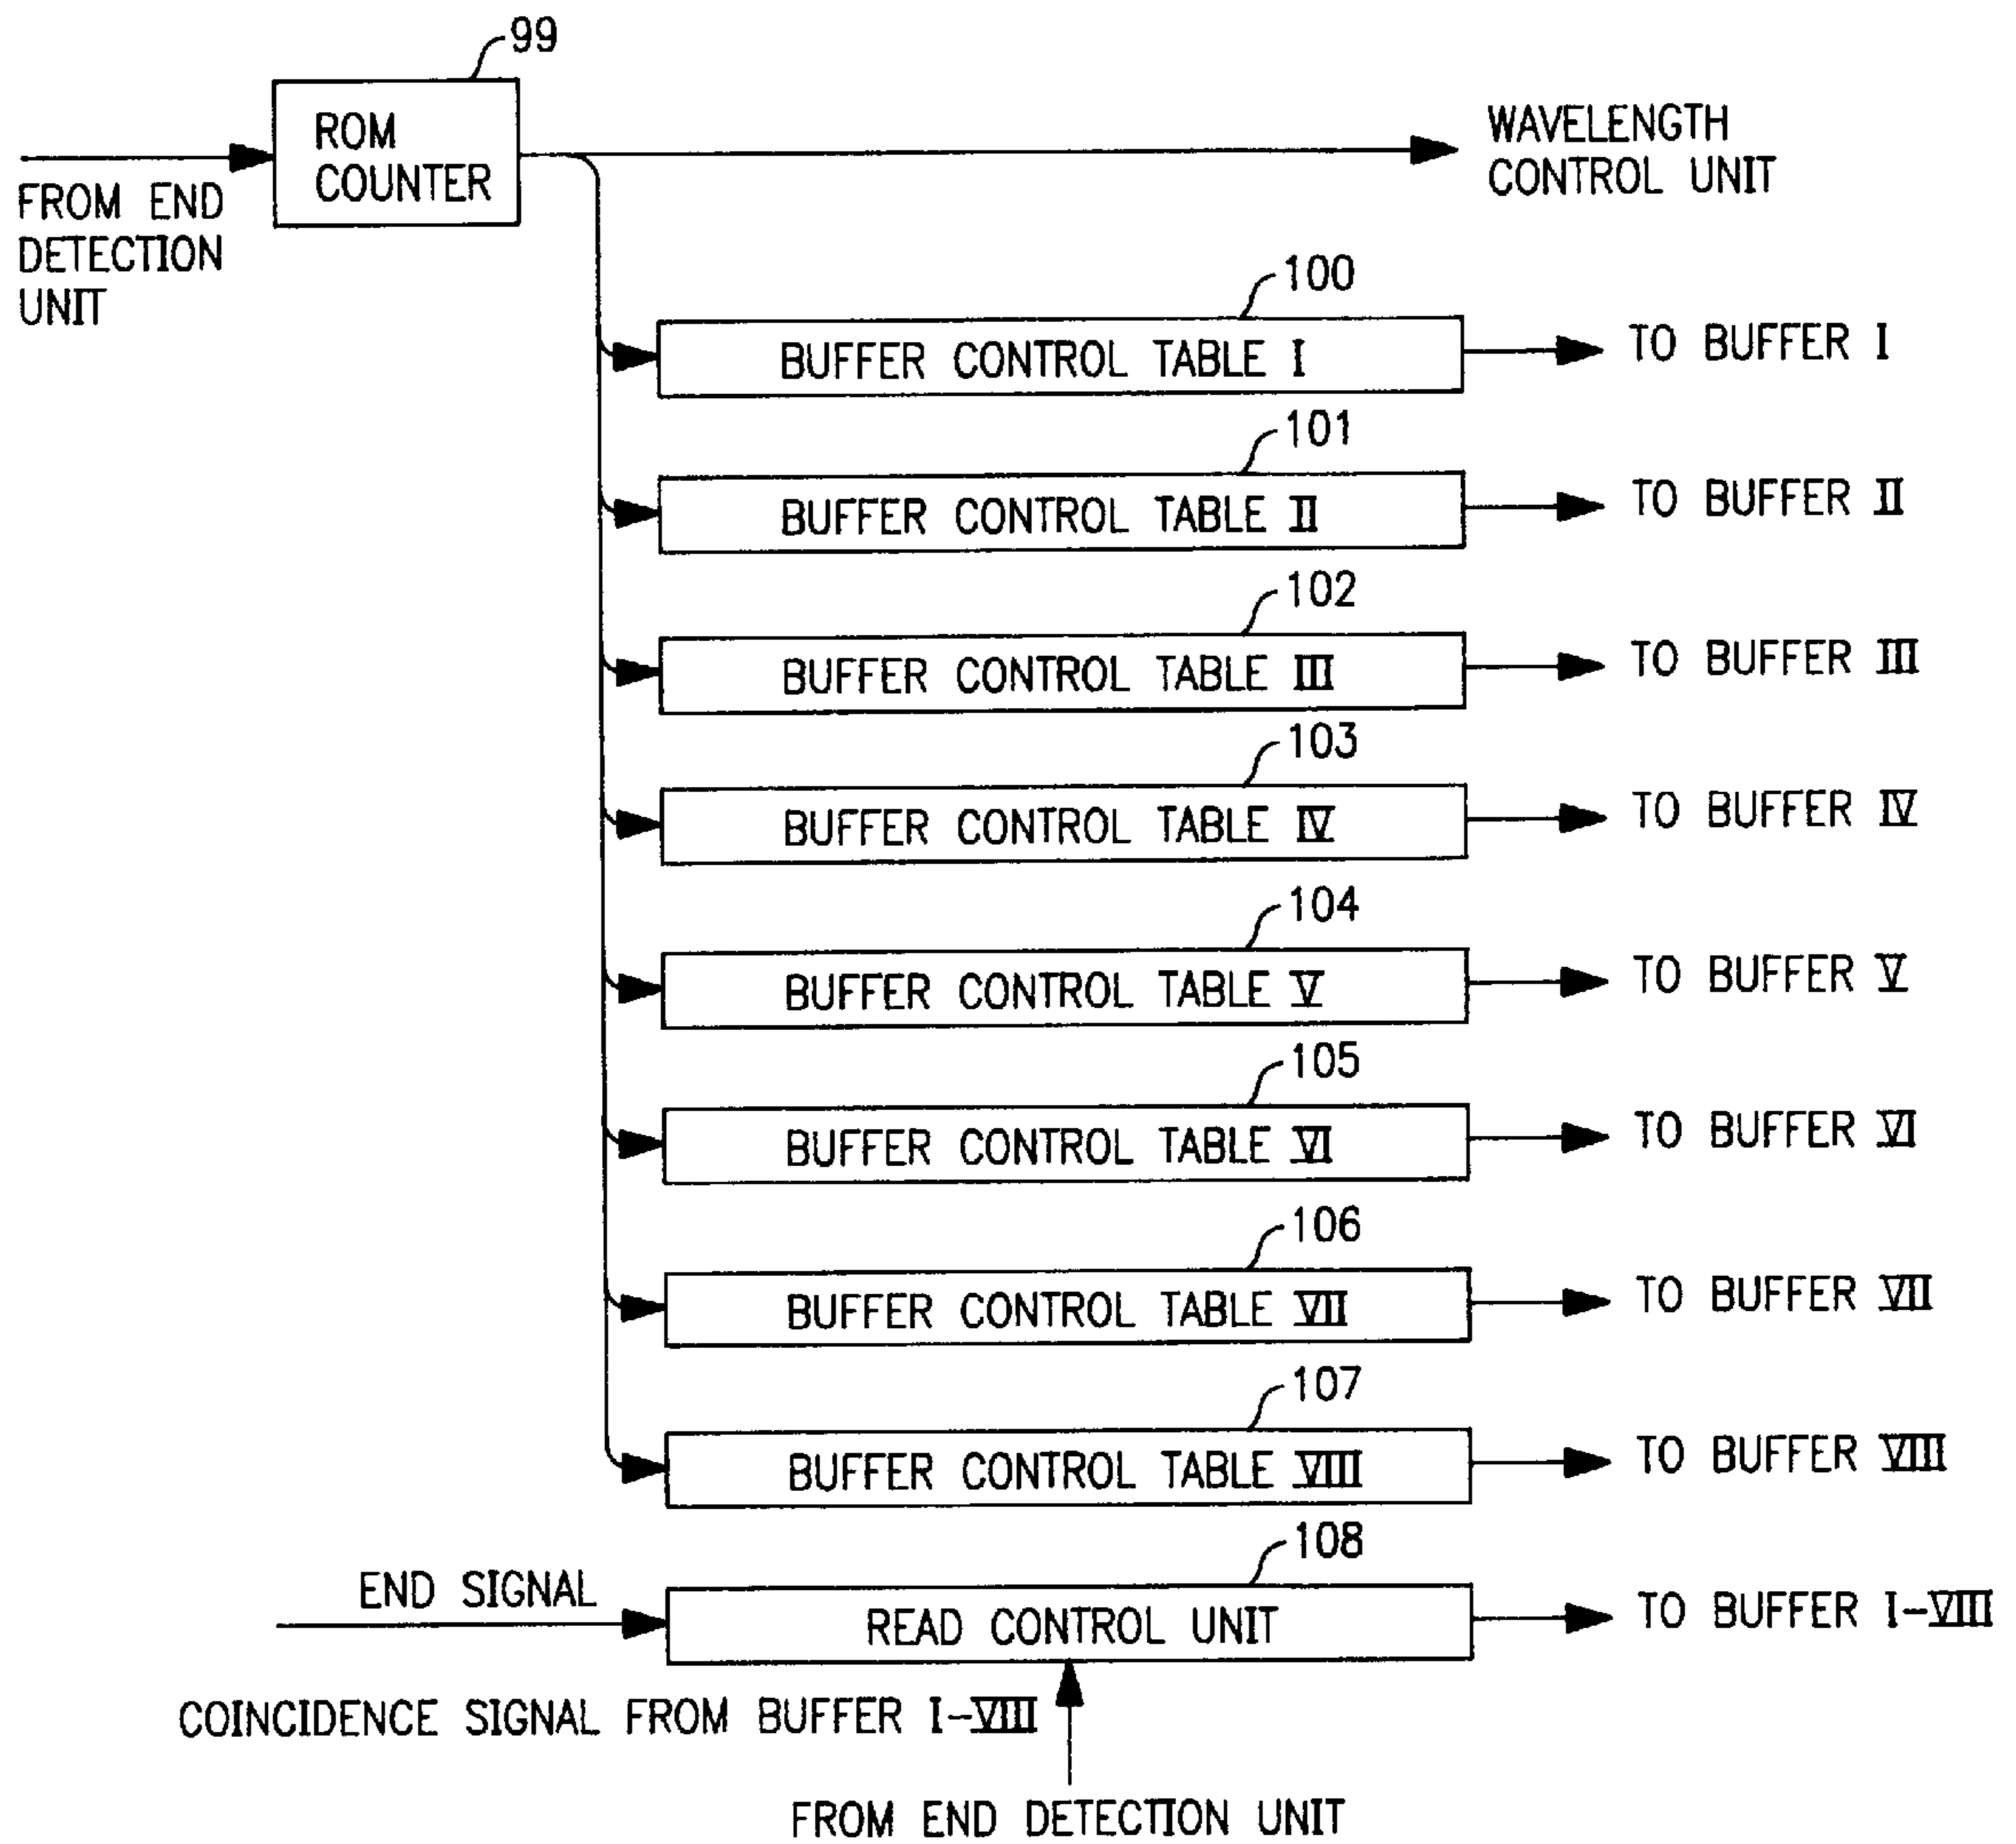 99
ROM
COUNTER
WAVELENGTH
CONTROL UNIT
FROM END
DETECTION
UNIT
100
BUFFER CONTROL TABLE I
TO BUFFER I
101
BUFFER CONTROL TABLE II
TO BUFFER II
102
BUFFER CONTROL TABLE III
TO BUFFER III
103
BUFFER CONTROL TABLE IV
TO BUFFER IV
104
BUFFER CONTROL TABLE V
TO BUFFER V
105
BUFFER CONTROL TABLE VI
TO BUFFER VI
106
BUFFER CONTROL TABLE VII
TO BUFFER VII
107
BUFFER CONTROL TABLE VIII
TO BUFFER VIII
108
END SIGNAL
READ CONTROL UNIT
TO BUFFER I-VIII
COINCIDENCE SIGNAL FROM BUFFER I-VIII
FROM END DETECTION UNIT